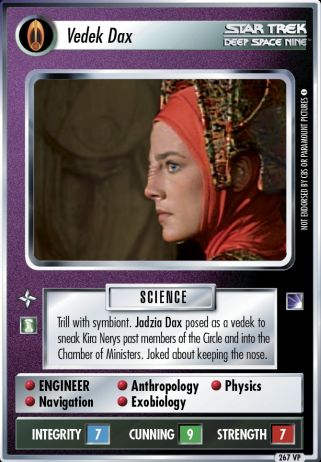 Vedek Dax
STAR TREK
DEEP SPACE NINE
NOT ENDORSED BY CBS OR PARAMOUNT PICTURES
SCIENCE
Trill with symbiont. Jadzia Dax posed as a vedek to
sneak Kira Nerys past members of the Circle and into the
Chamber of Ministers. Joked about keeping the nose.
ENGINEER
Anthropology
Physics
Navigation
Exobiology
INTEGRITY 7 CUNNING 9 STRENGTH 7
267 VP